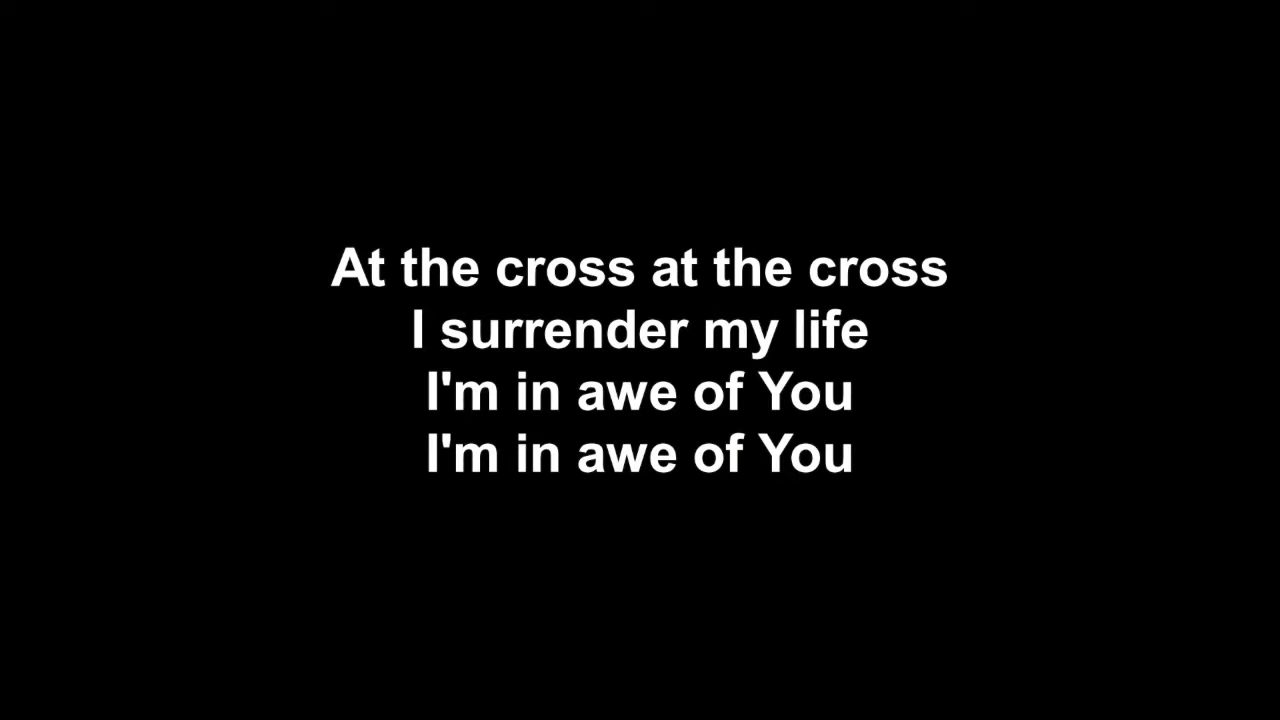 At the cross at the cross
I surrender my life
I'm in awe of You
I'm in awe of You